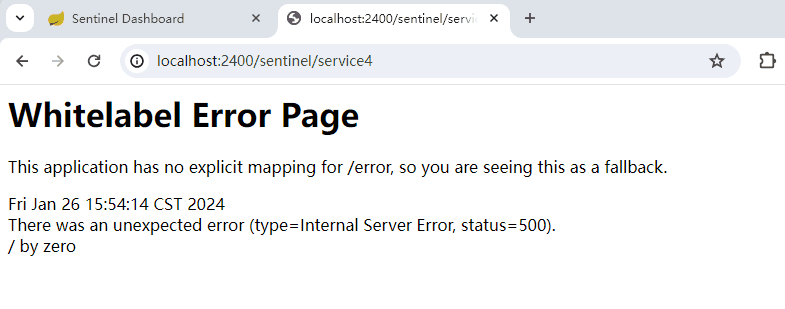 Sentinel Dashboard
localhost:2400/sentinel/servic
localhost:2400/sentinel/service4
Whitelabel Error Page
This application has no explicit mapping for /error, so you are seeing this as a fallback.
Fri Jan 26 15:54:14 CST 2024
There was an unexpected error (type=Internal Server Error, status=500).
/ by zero